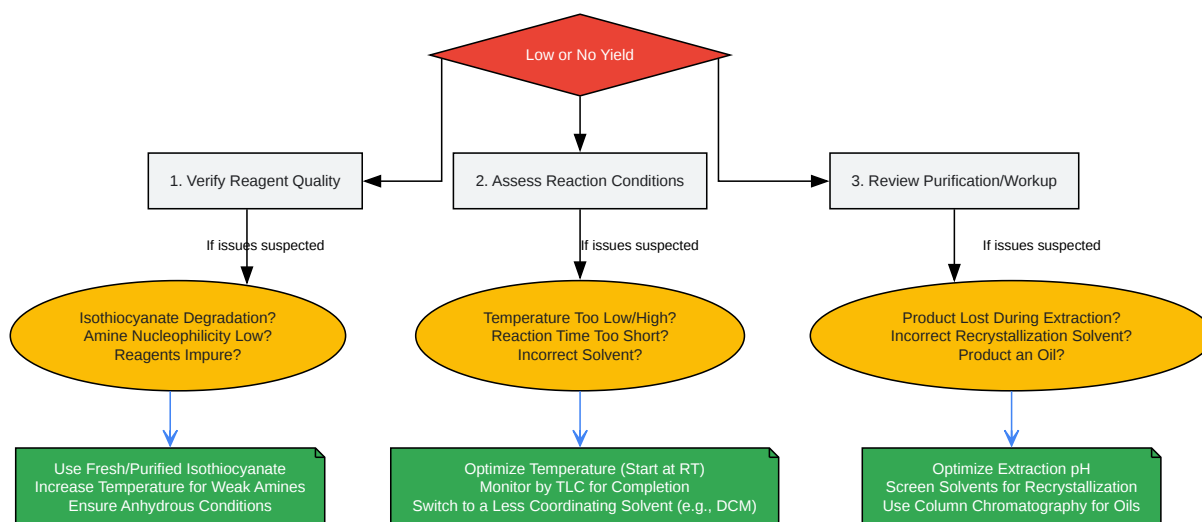 Low or No Yield
1. Verify Reagent Quality
2. Assess Reaction Conditions
3. Review Purification/Workup
If issues suspected
If issues suspected
If issues suspected
Isothiocyanate Degradation?
Amine Nucleophilicity Low?
Reagents Impure?
Temperature Too Low/High?
Reaction Time Too Short?
Incorrect Solvent?
Product Lost During Extraction?
Incorrect Recrystallization Solvent?
Product an Oil?
Use Fresh/Purified Isothiocyanate
Increase Temperature for Weak Amines
Ensure Anhydrous Conditions
Optimize Temperature (Start at RT)
Monitor by TLC for Completion
Switch to a Less Coordinating Solvent (e.g., DCM)
Optimize Extraction pH
Screen Solvents for Recrystallization
Use Column Chromatography for Oils